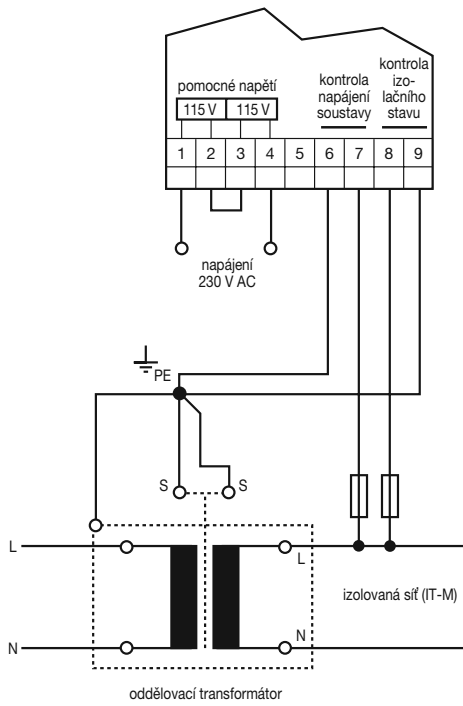 pomocné napětí
kontrola
napájení
soustavy
kontrola
izo-
lačního
stavu
115 V 115 V
1 2 3 4 5 6 7 8 9
napájení
230 V AC
PE
S S
L
L
izolovaná síť (IT-M)
N
N
oddělovací transformátor